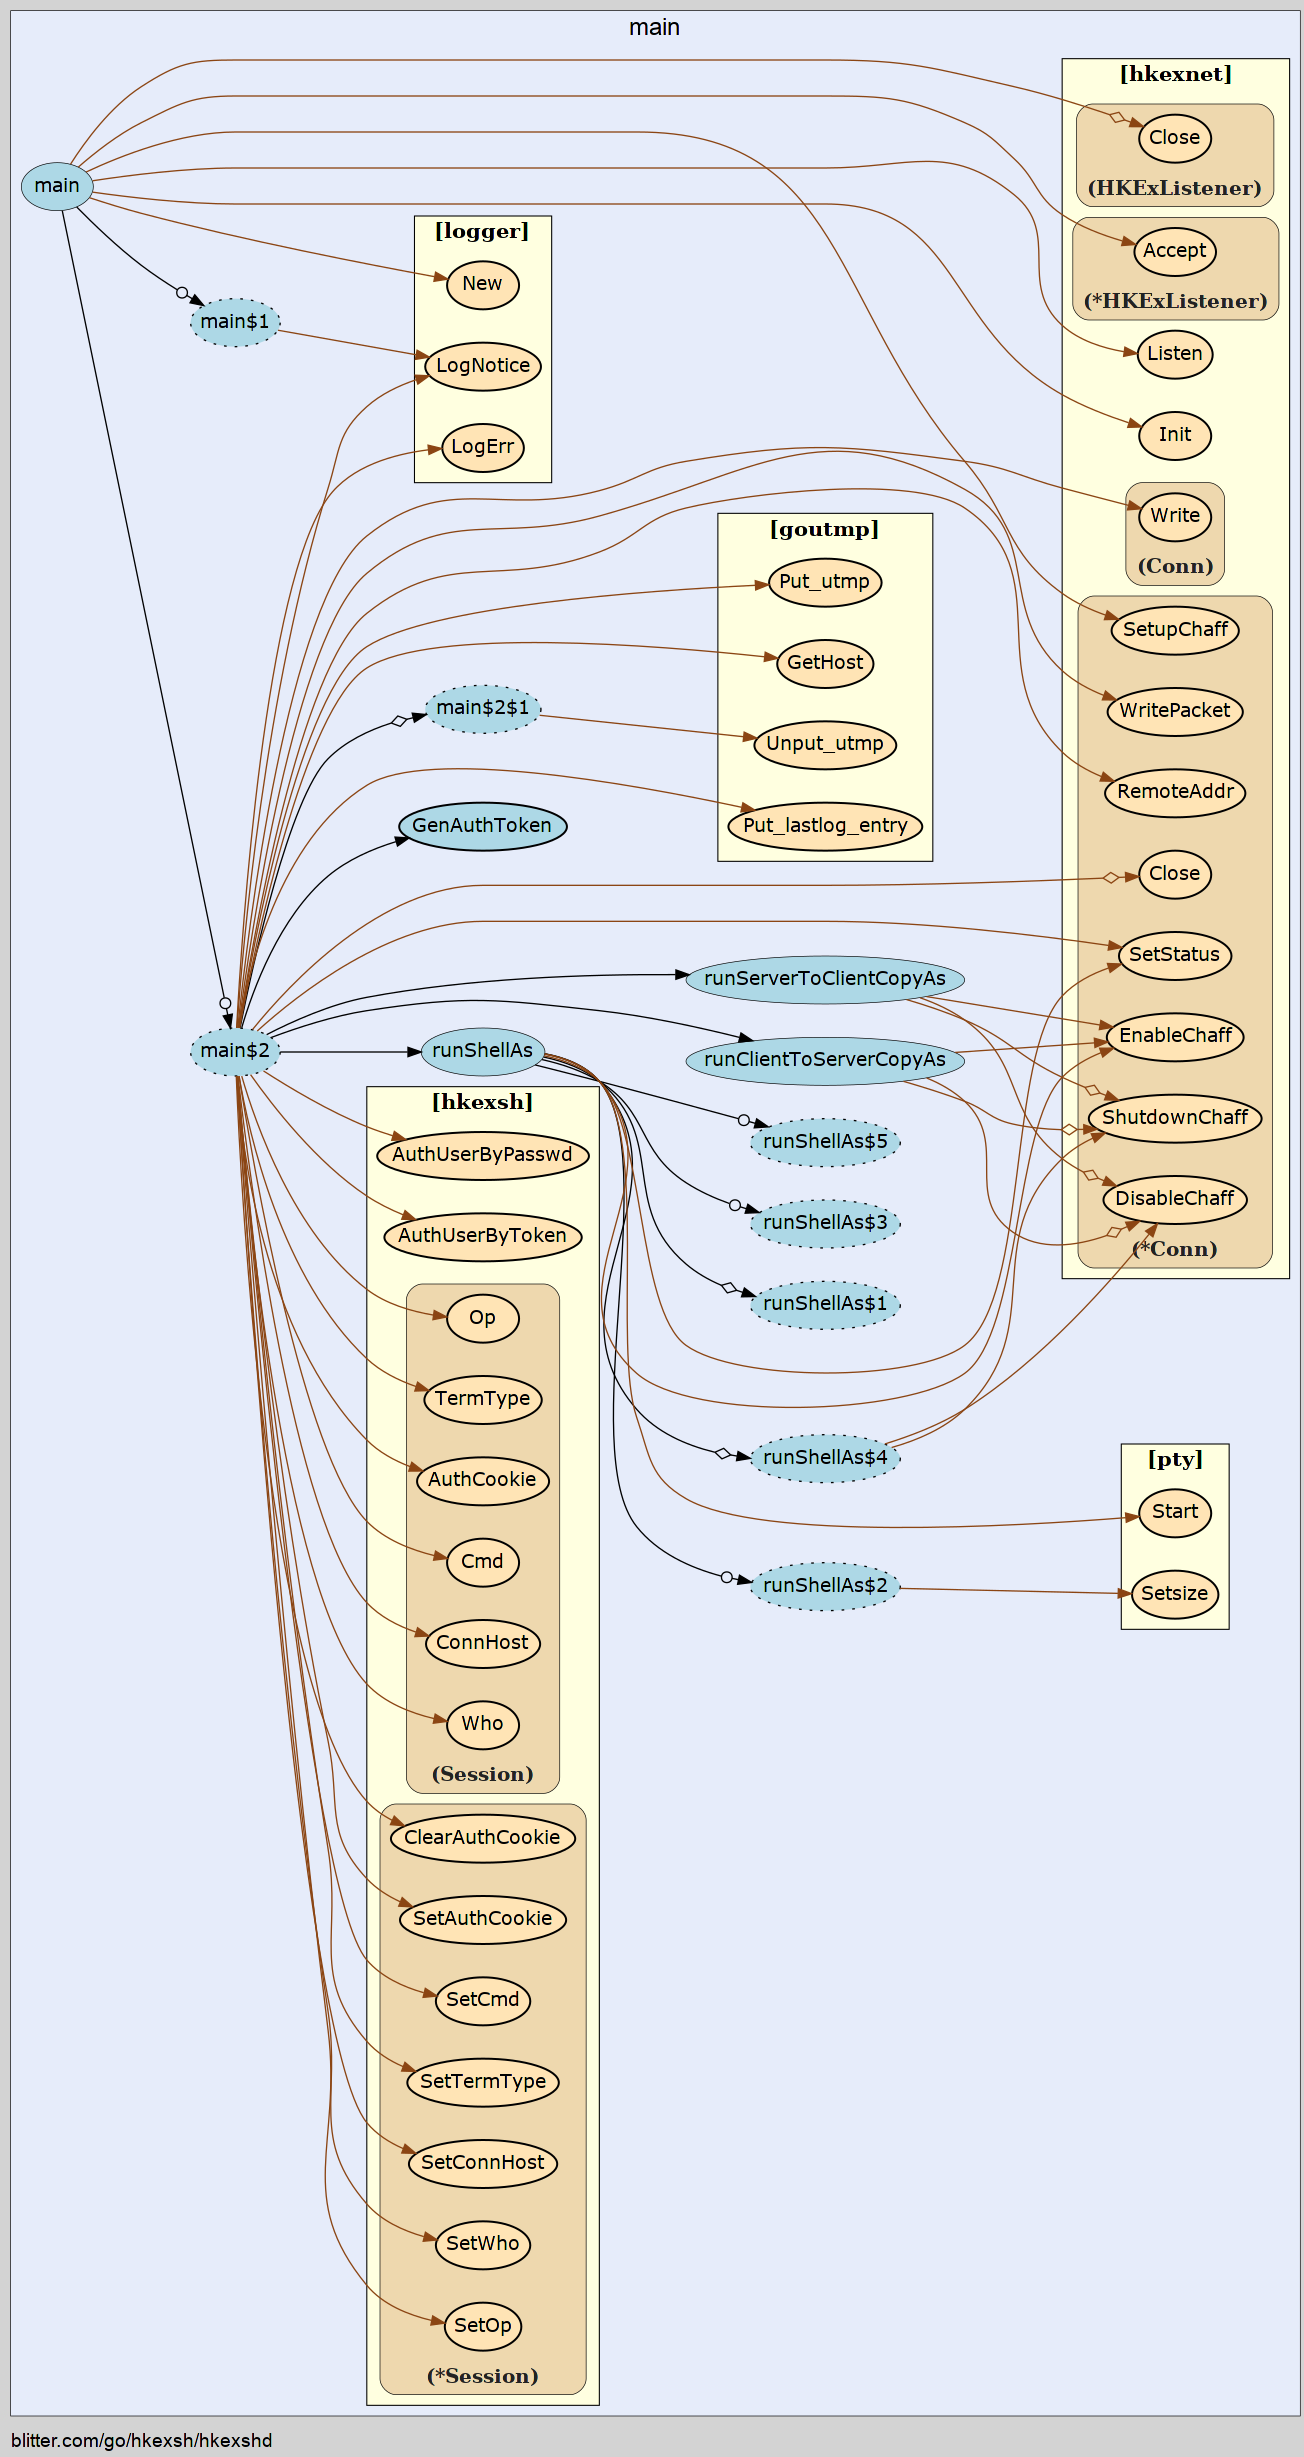 main
main
main$1
[logger]
New
LogNotice
LogErr
[hkexnet]
Close
(HKExListener)
Accept
(*HKExListener)
Listen
Init
Write
(Conn)
SetupChaff
WritePacket
RemoteAddr
Close
SetStatus
EnableChaff
ShutdownChaff
DisableChaff
(*Conn)
[goutmp]
Put_utmp
GetHost
Unput_utmp
Put_lastlog_entry
main$2$1
GenAuthToken
main$2
runShellAs
runServerToClientCopyAs
runClientToServerCopyAs
runShellAs$5
runShellAs$3
runShellAs$1
runShellAs$4
runShellAs$2
[pty]
Start
Setsize
[hkexsh]
AuthUserByPasswd
AuthUserByToken
Op
TermType
AuthCookie
Cmd
ConnHost
Who
(Session)
ClearAuthCookie
SetAuthCookie
SetCmd
SetTermType
SetConnHost
SetWho
SetOp
(*Session)
blitter.com/go/hkexsh/hkexshd